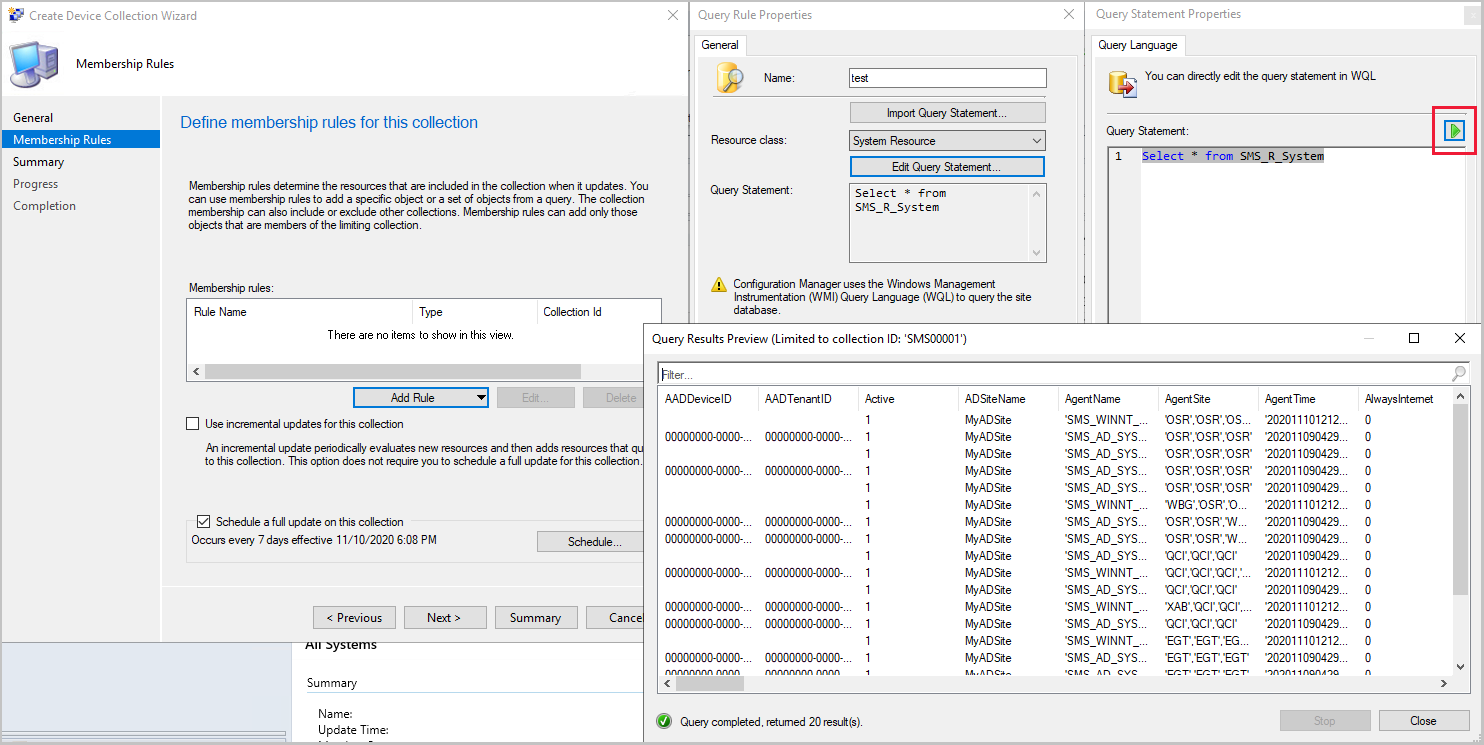 Create Device Collection Wizard
Membership Rules
General
Membership Rules
Summary
Progress
Completion
Define membership rules for this collection
Membership rules determine the resources that are included in the collection when it updates. You
can use membership rules to add a specific object or a set of objects from a query. The collection
membership can also include or exclude other collections. Membership rules can add only those
objects that are members of the limiting collection.
Membership rules:
Rule Name Type Collection Id
There are no items to show in this view.
Add Rule Edit... Delete
Use incremental updates for this collection
An incremental update periodically evaluates new resources and then adds resources that qu
to this collection. This option does not require you to schedule a full update for this collection.
Schedule a full update on this collection
Occurs every 7 days effective 11/10/2020 6:08 PM
Schedule...
< Previous Next > Summary Cance
All Systems
Summary
Name:
Update Time:
Query Rule Properties
General
Name: test
Import Query Statement...
Resource class: System Resource
Edit Query Statement...
Query Statement: Select * from
SMS_R_System
Configuration Manager uses the Windows Management
Instrumentation (WMI) Query Language (WQL) to query the site
database.
Query Statement Properties
Query Language
You can directly edit the query statement in WQL
Query Statement:
1 Select * from SMS_R_System
Query Results Preview (Limited to collection ID: 'SMS00001')
Filter...
AADDeviceID AADTenantID Active ADSiteName AgentName AgentSite AgentTime AlwaysInternet
1 MyADSite 'SMS_WINNT_... 'OSR','OSR','OS... '202011101212... 0
00000000-0000-... 00000000-0000-... 1 MyADSite 'SMS_AD_SYS... 'OSR','OSR','OSR' '202011090429... 0
1 MyADSite 'SMS_AD_SYS... 'OSR','OSR','OSR' '202011090429... 0
00000000-0000-... 00000000-0000-... 1 MyADSite 'SMS_AD_SYS... 'OSR','OSR','OSR' '202011090429... 0
1 MyADSite 'SMS_AD_SYS... 'OSR','OSR','OSR' '202011090429... 0
1 MyADSite 'SMS_WINNT_... 'WBG','OSR','O... '202011101212... 0
00000000-0000-... 00000000-0000-... 1 MyADSite 'SMS_AD_SYS... 'OSR','OSR','W... '202011090429... 0
00000000-0000-... 00000000-0000-... 1 MyADSite 'SMS_AD_SYS... 'OSR','OSR','W... '202011090429... 0
1 MyADSite 'SMS_AD_SYS... 'QCI','QCI','QCI' '202011090429... 0
00000000-0000-... 00000000-0000-... 1 MyADSite 'SMS_WINNT_... 'QCI','QCI','QCI','... '202011101212... 0
1 MyADSite 'SMS_AD_SYS... 'QCI','QCI','QCI' '202011090429... 0
00000000-0000-... 00000000-0000-... 1 MyADSite 'SMS_WINNT_... 'XAB','QCI','QCI',... '202011101212... 0
00000000-0000-... 00000000-0000-... 1 MyADSite 'SMS_AD_SYS... 'QCI','QCI','QCI' '202011090429... 0
1 MyADSite 'SMS_WINNT_... 'EGT','EGT','EG... '202011101212... 0
00000000-0000-... 00000000-0000-... 1 MyADSite 'SMS_AD_SYS... 'EGT','EGT','EGT' '202011090429... 0
00000000-0000-... 00000000-0000-... 1 MyADSite 'SMS_AD_SYS... 'EGT','EGT','EGT' '202011090429... 0
Query completed, returned 20 result(s).
Stop Close